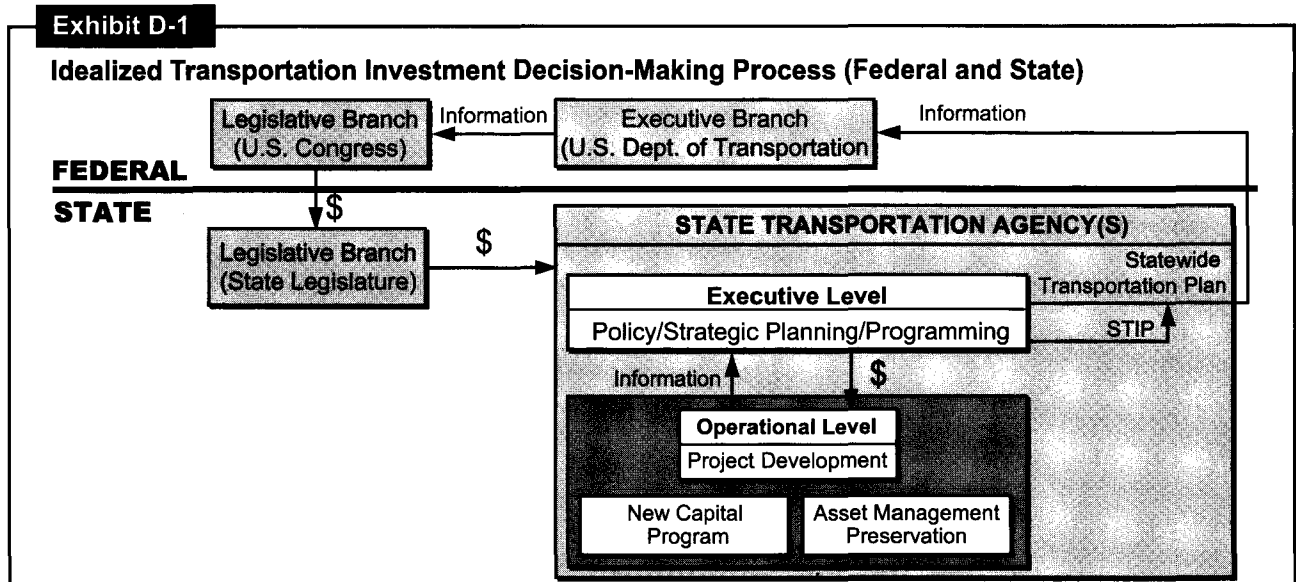 Exhibit D-1
Idealized Transportation Investment Decision-Making Process (Federal and State)
Legislative Branch
(U.S. Congress)
Information
Executive Branch
(U.S. Dept. of Transportation
Information
FEDERAL
STATE
$
Legislative Branch
(State Legislature)
$
STATE TRANSPORTATION AGENCY(S)
Statewide
Transportation Plan
Executive Level
Policy/Strategic Planning/Programming
STIP
Information
$
Operational Level
Project Development
New Capital
Program
Asset Management
Preservation